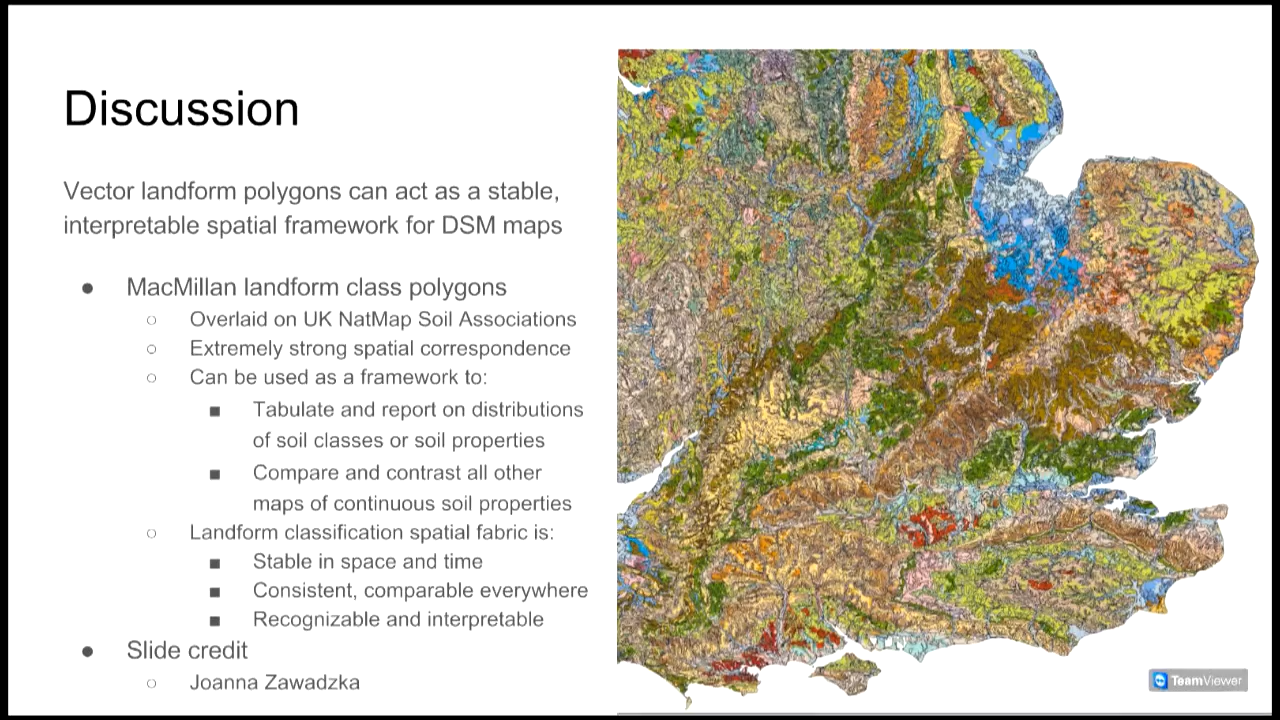 Discussion
Vector landform polygons can act as a stable,
interpretable spatial framework for DSM maps
● MacMillan landform class polygons
○ Overlaid on UK NatMap Soil Associations
○ Extremely strong spatial correspondence
○ Can be used as a framework to:
■ Tabulate and report on distributions
of soil classes or soil properties
■ Compare and contrast all other
maps of continuous soil properties
○ Landform classification spatial fabric is:
■ Stable in space and time
■ Consistent, comparable everywhere
■ Recognizable and interpretable
● Slide credit
○ Joanna Zawadzka
TeamViewer